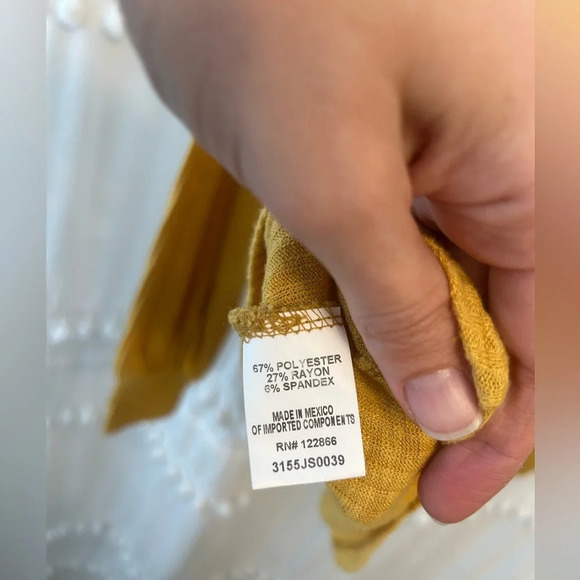 67% POLYESTER
27% RAYON
6% SPANDEX
MADE IN MEXICO
OF IMPORTED COMPONENTS
RN# 122866
3155JS0039